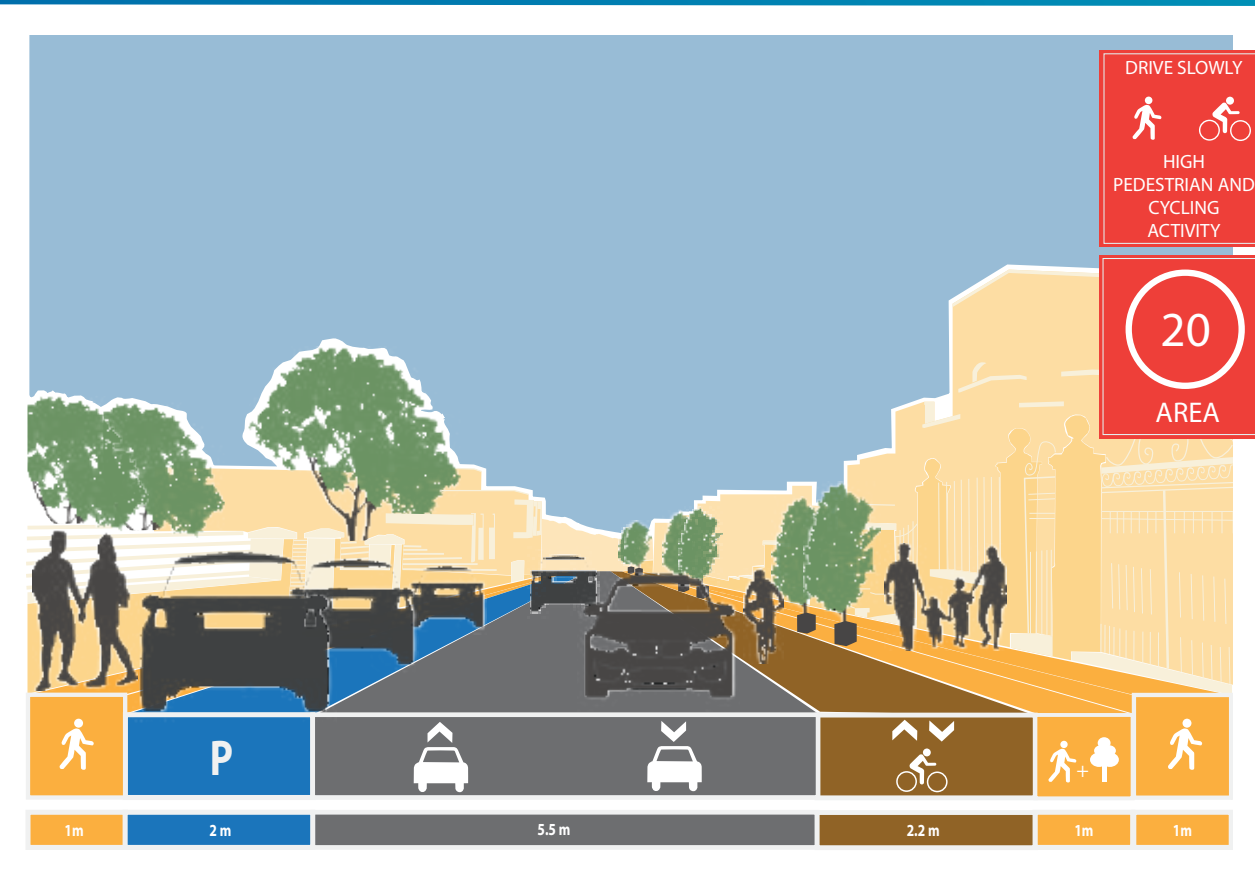 DRIVE SLOWLY
HIGH
PEDESTRIAN AND
CYCLING
ACTIVITY
20
AREA
P
+
1m
2 m
5.5 m
2.2 m
1m
1m